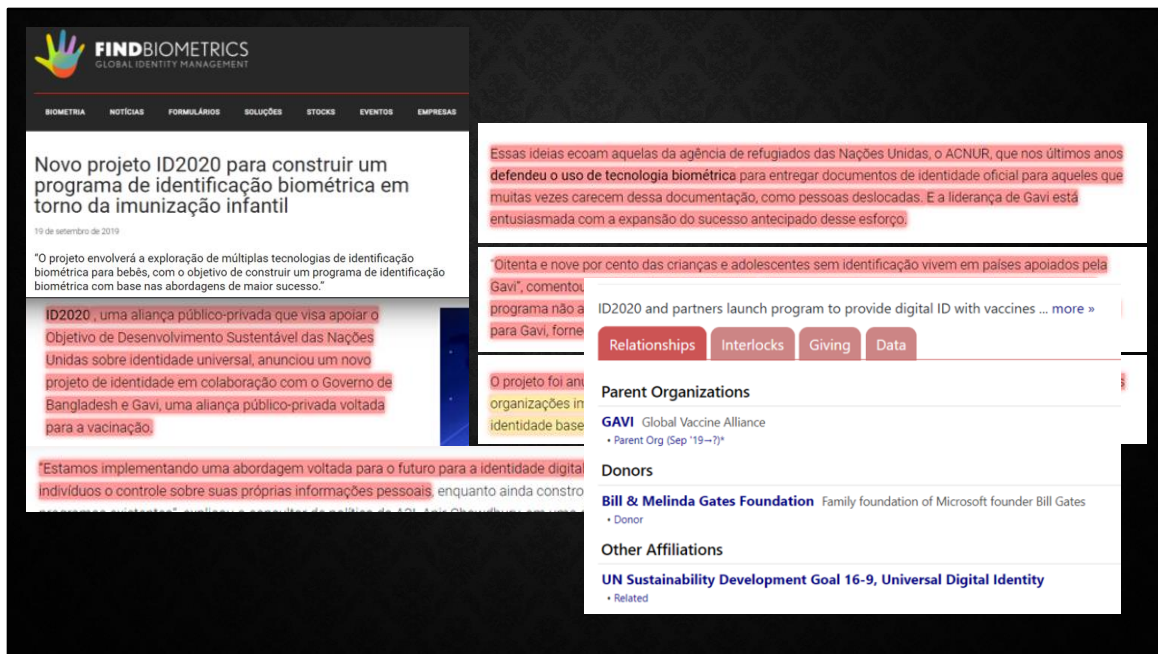 FINDBIOMETRICS
GLOBAL IDENTITY MANAGEMENT
BIOMETRIA NOTÍCIAS FORMULÁRIOS SOLUÇÕES STOCKS EVENTOS EMPRESAS
Novo projeto ID2020 para construir um
programa de identificação biométrica em
torno da imunização infantil
19 de setembro de 2019
"O projeto envolverá a exploração de múltiplas tecnologias de identificação
biométrica para bebês, com o objetivo de construir um programa de identificação
biométrica com base nas abordagens de maior sucesso."
ID2020 , uma aliança público-privada que visa apoiar o
Objetivo de Desenvolvimento Sustentável das Nações
Unidas sobre identidade universal, anunciou um novo
projeto de identidade em colaboração com o Governo de
Bangladesh e Gavi, uma aliança público-privada voltada
para a vacinação.
"Estamos implementando uma abordagem voltada para o futuro para a identidade digital
indivíduos o controle sobre suas próprias informações pessoais, enquanto ainda constro
Essas ideias ecoam aquelas da agência de refugiados das Nações Unidas, o ACNUR, que nos últimos anos
defendeu o uso de tecnologia biométrica para entregar documentos de identidade oficial para aqueles que
muitas vezes carecem dessa documentação, como pessoas deslocadas. E a liderança de Gavi está
entusiasmada com a expansão do sucesso antecipado desse esforço.
"Oitenta e nove por cento das crianças e adolescentes sem identificação vivem em países apoiados pela
Gavi", comentou
programa não a
para Gavi, forne
O projeto foi anu
organizações im
identidade base
ID2020 and partners launch program to provide digital ID with vaccines ... more »
Relationships Interlocks Giving Data
Parent Organizations
GAVI Global Vaccine Alliance
• Parent Org (Sep '19→?)*
Donors
Bill & Melinda Gates Foundation Family foundation of Microsoft founder Bill Gates
• Donor
Other Affiliations
UN Sustainability Development Goal 16-9, Universal Digital Identity
• Related